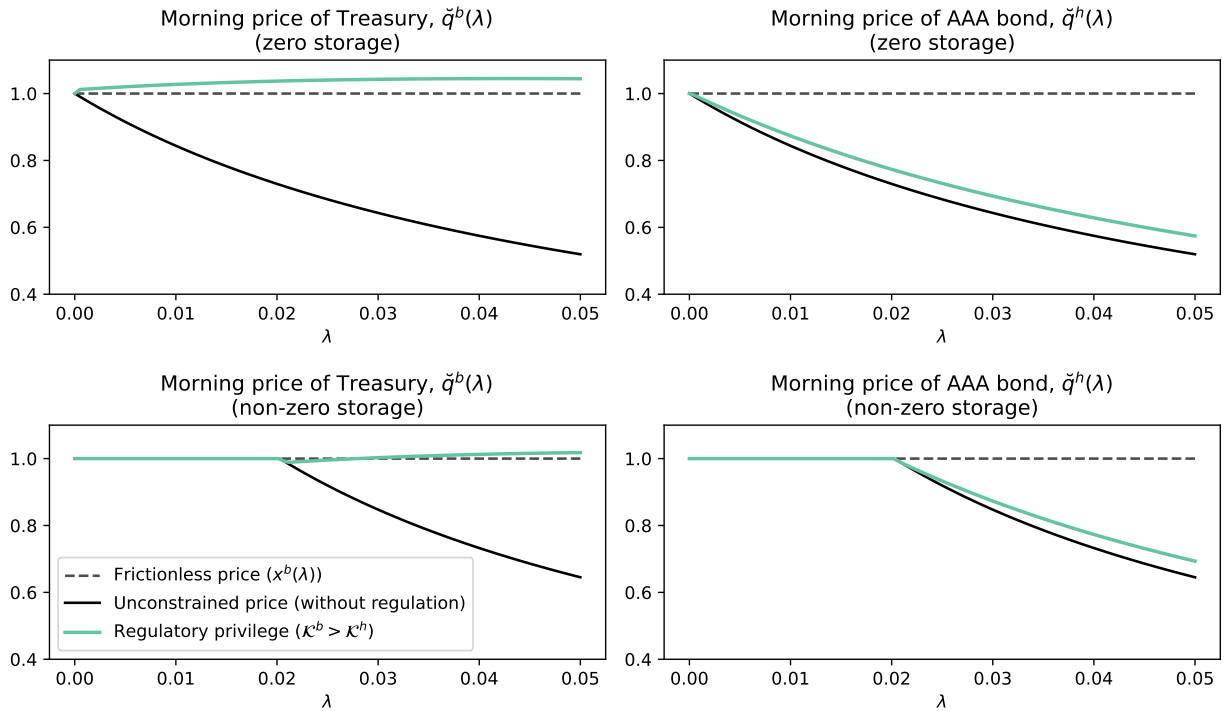 Morning price of Treasury, q̆ᵇ(λ)
(zero storage)
1.0
0.8
0.6
0.4
0.00 0.01 0.02 0.03 0.04 0.05
λ
Morning price of AAA bond, q̆ʰ(λ)
(zero storage)
1.0
0.8
0.6
0.4
0.00 0.01 0.02 0.03 0.04 0.05
λ
Morning price of Treasury, q̆ᵇ(λ)
(non-zero storage)
1.0
0.8
0.6
0.4
Frictionless price (xᵇ(λ))
Unconstrained price (without regulation)
Regulatory privilege (𝒦ᵇ > 𝒦ʰ)
0.00 0.01 0.02 0.03 0.04 0.05
λ
Morning price of AAA bond, q̆ʰ(λ)
(non-zero storage)
1.0
0.8
0.6
0.4
0.00 0.01 0.02 0.03 0.04 0.05
λ